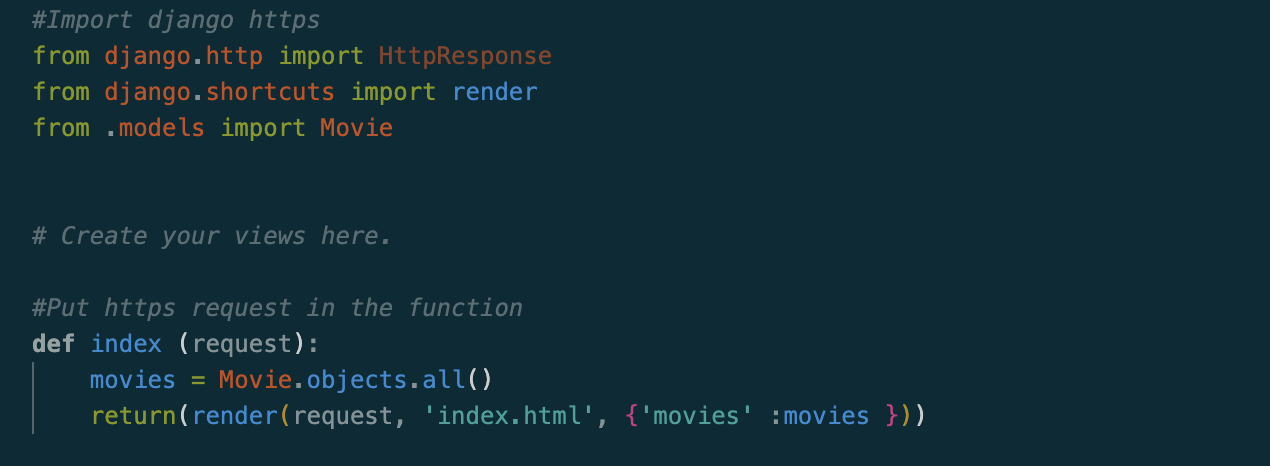 #Import django https
from django.http import HttpResponse
from django.shortcuts import render
from .models import Movie
# Create your views here.
#Put https request in the function
def index (request):
    movies = Movie.objects.all()
    return(render(request, 'index.html', {'movies' :movies }))